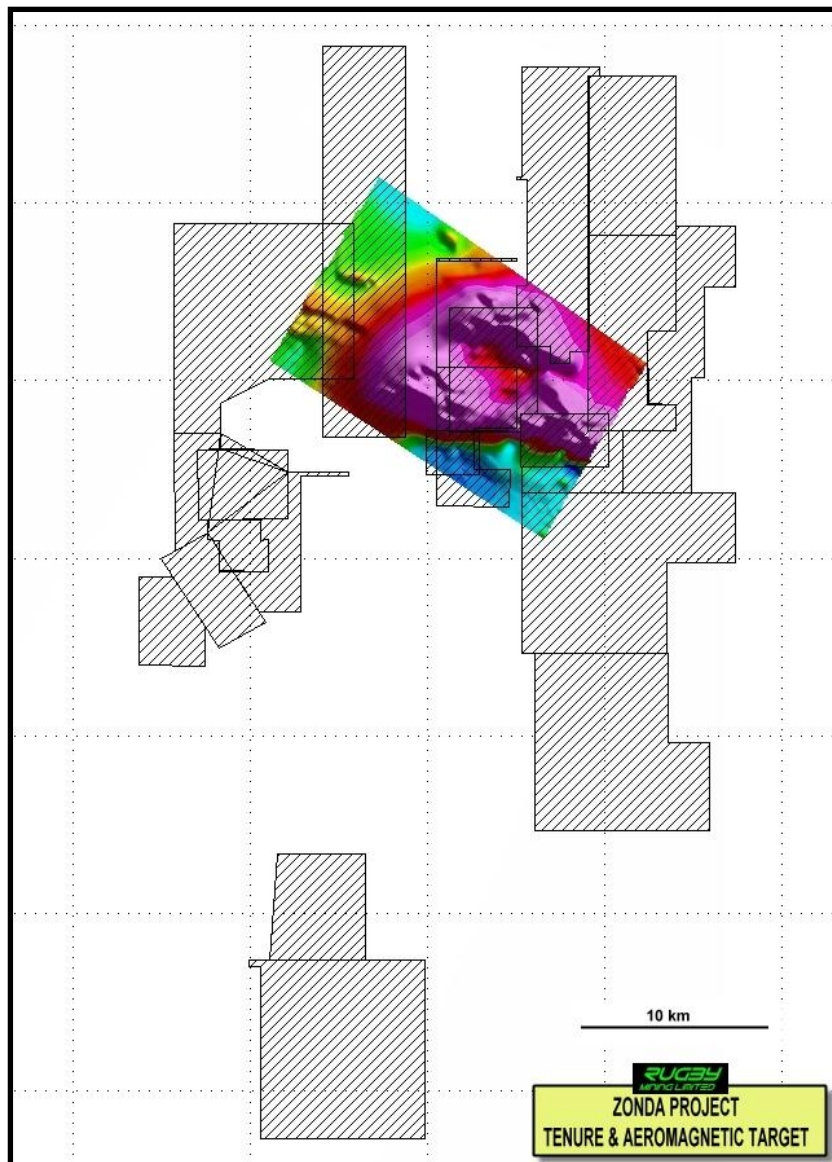 10 km
RUGBY
MINING LIMITED
ZONDA PROJECT
TENURE & AEROMAGNETIC TARGET